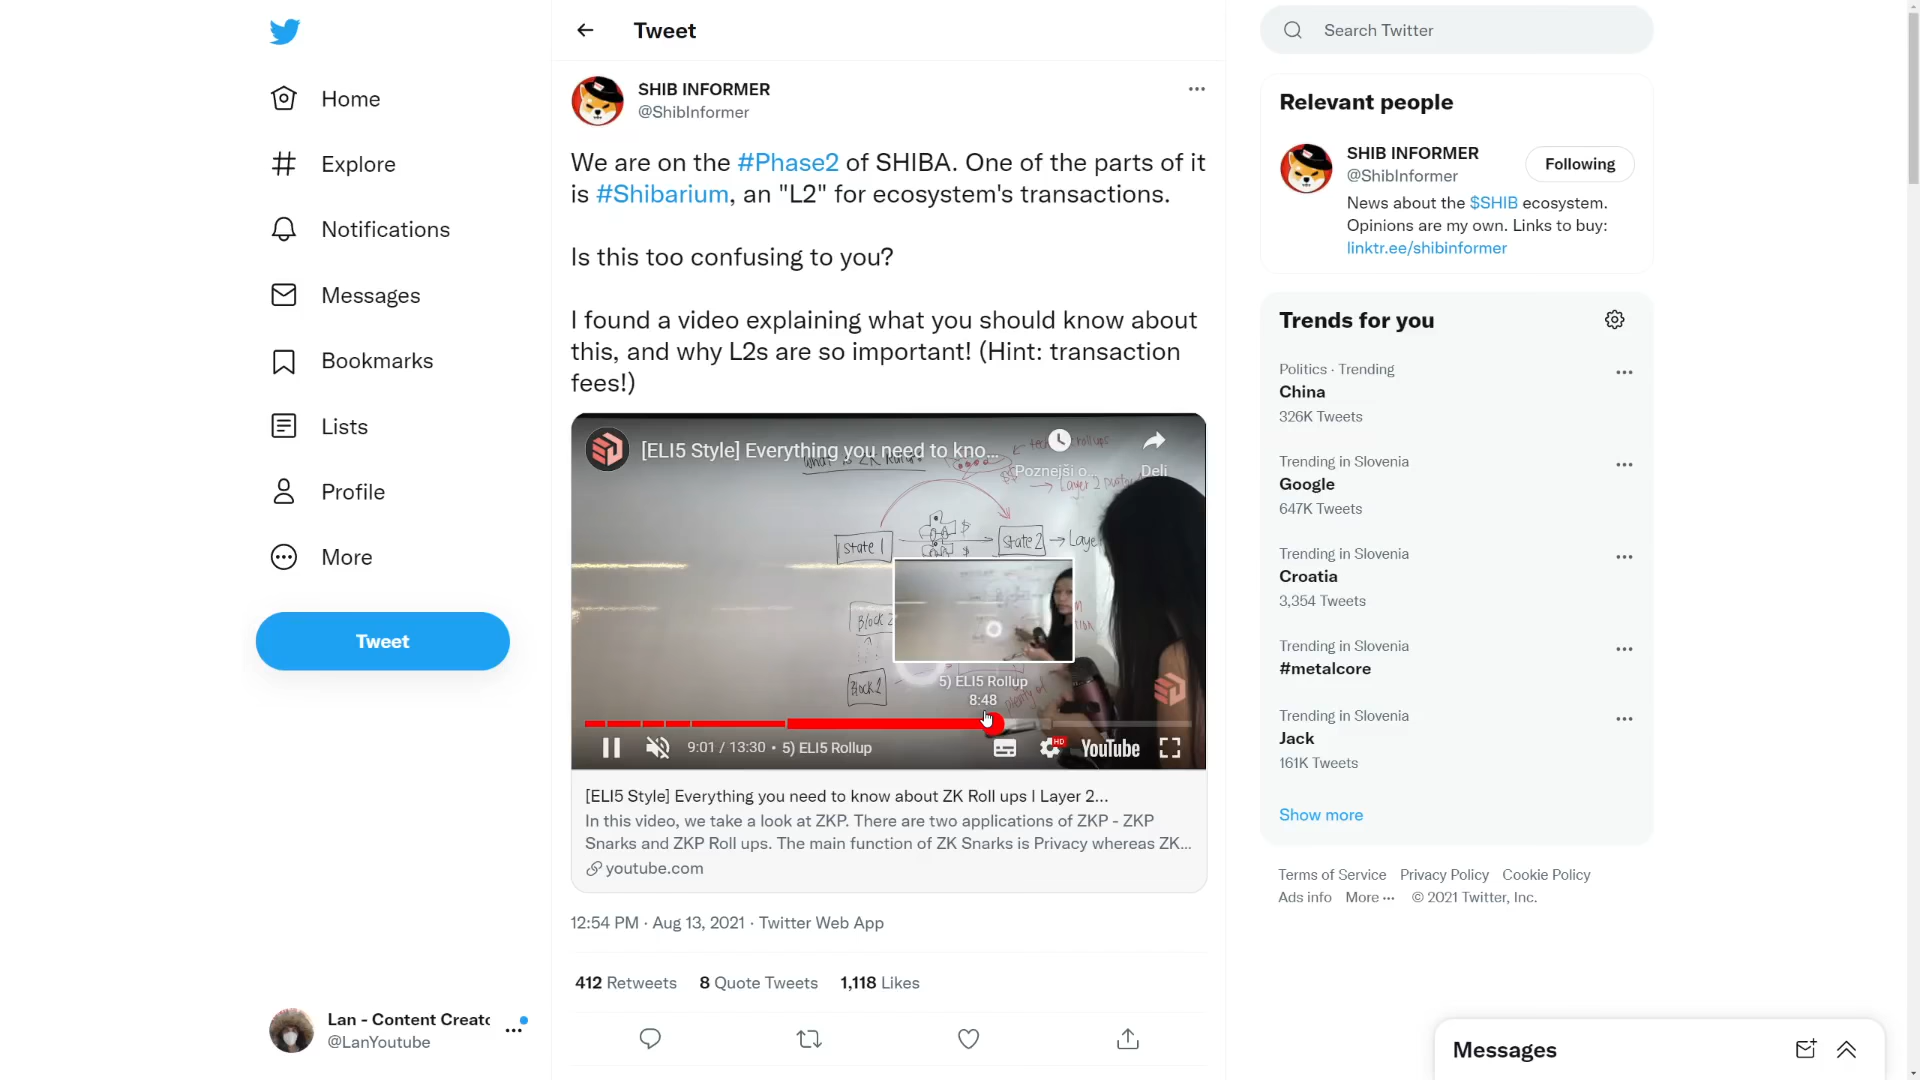 Home
Explore
Notifications
Messages
Bookmarks
Lists
Profile
More
Tweet
Lan - Content Creatc
@LanYoutube
Tweet
SHIB INFORMER
@ShibInformer
We are on the #Phase2 of SHIBA. One of the parts of it
is #Shibarium, an "L2" for ecosystem's transactions.
Is this too confusing to you?
I found a video explaining what you should know about
this, and why L2s are so important! (Hint: transaction
fees!)
[ELI5 Style] Everything you need to kno...
Poznejši o...
Deli
State 1
State 2
Block 2
Block 2
5) ELI5 Rollup
8:48
9:01 / 13:30 • 5) ELI5 Rollup
HD
YouTube
[ELI5 Style] Everything you need to know about ZK Roll ups l Layer 2...
In this video, we take a look at ZKP. There are two applications of ZKP - ZKP
Snarks and ZKP Roll ups. The main function of ZK Snarks is Privacy whereas ZK...
youtube.com
12:54 PM · Aug 13, 2021 · Twitter Web App
412 Retweets 8 Quote Tweets 1,118 Likes
Search Twitter
Relevant people
SHIB INFORMER
@ShibInformer
Following
News about the $SHIB ecosystem.
Opinions are my own. Links to buy:
linktr.ee/shibinformer
Trends for you
Politics · Trending
China
326K Tweets
Trending in Slovenia
Google
647K Tweets
Trending in Slovenia
Croatia
3,354 Tweets
Trending in Slovenia
#metalcore
Trending in Slovenia
Jack
161K Tweets
Show more
Terms of Service Privacy Policy Cookie Policy
Ads info More ··· © 2021 Twitter, Inc.
Messages